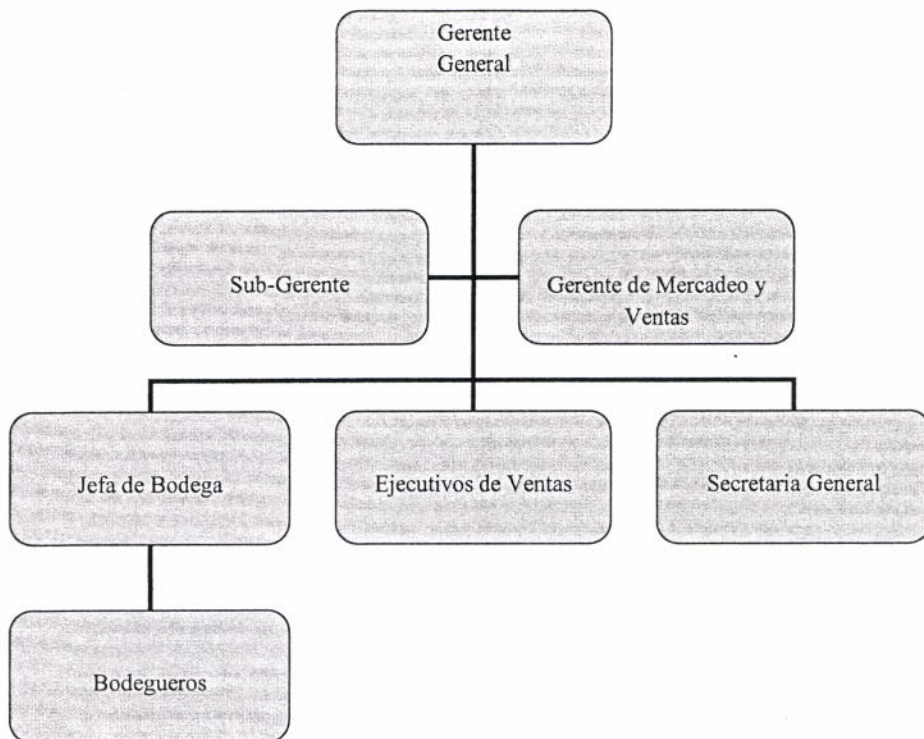 Gerente
General
Sub-Gerente
Gerente de Mercadeo y
Ventas
Jefa de Bodega
Ejecutivos de Ventas
Secretaria General
Bodegueros